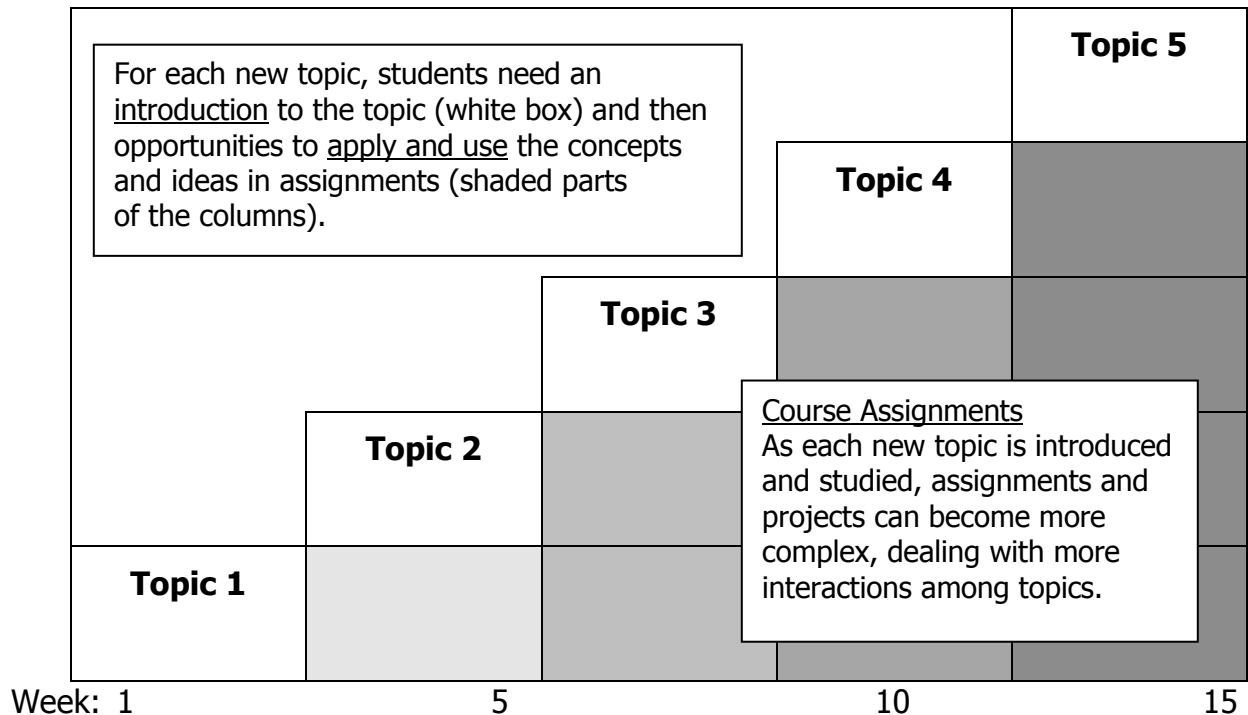 Topic 5
For each new topic, students need an
introduction to the topic (white box) and then
opportunities to apply and use the concepts
and ideas in assignments (shaded parts
of the columns).
Topic 4
Topic 3
Course Assignments
As each new topic is introduced
and studied, assignments and
projects can become more
complex, dealing with more
interactions among topics.
Topic 2
Topic 1
Week: 1 5 10 15